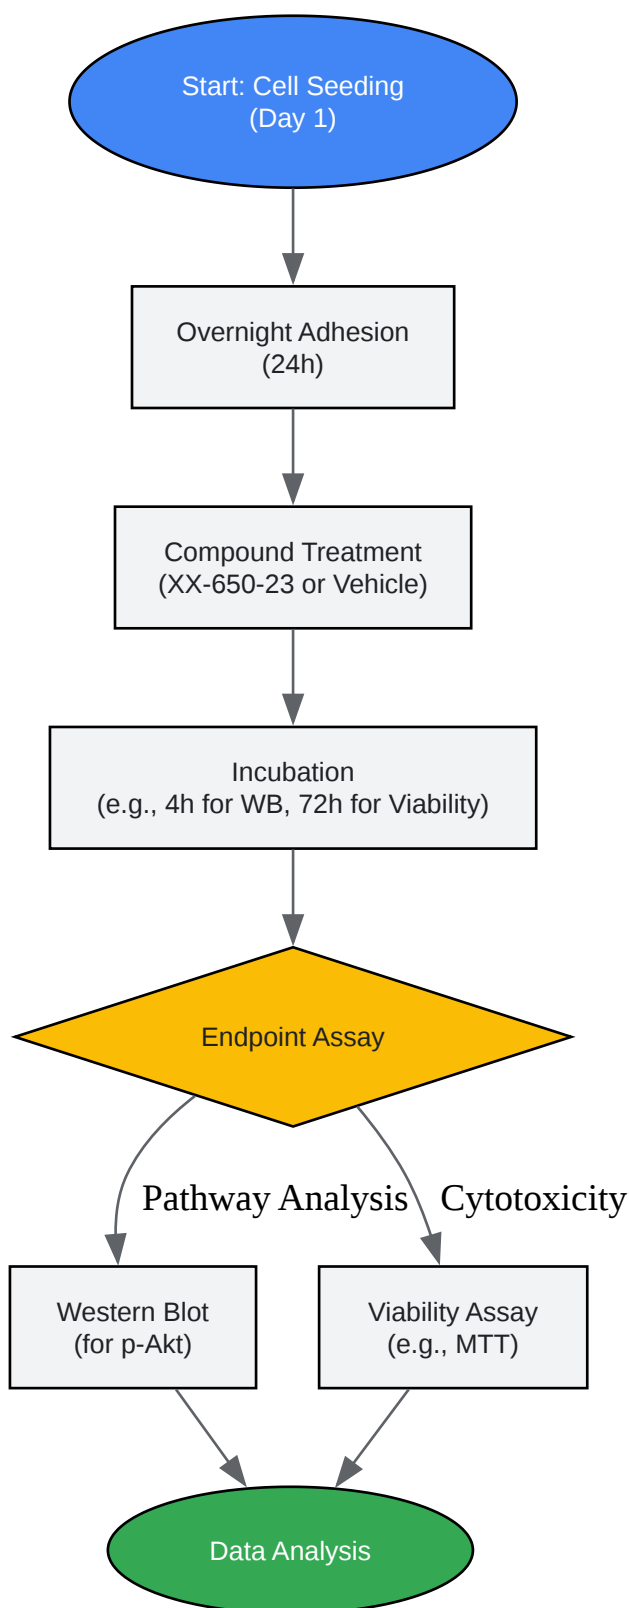 Start: Cell Seeding
(Day 1)
Overnight Adhesion
(24h)
Compound Treatment
(XX-650-23 or Vehicle)
Incubation
(e.g., 4h for WB, 72h for Viability)
Endpoint Assay
Pathway Analysis
Cytotoxicity
Western Blot
(for p-Akt)
Viability Assay
(e.g., MTT)
Data Analysis